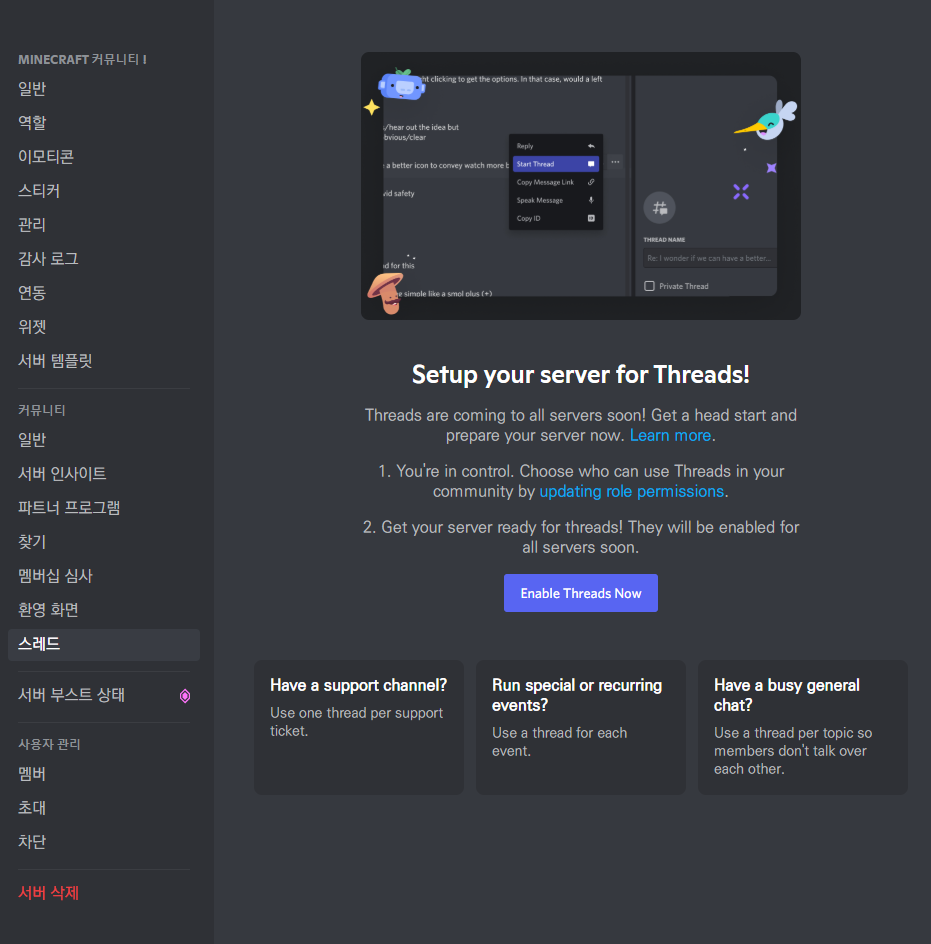 MINECRAFT 커뮤니티 I
일반
역할
이모티콘
스티커
관리
감사 로그
연동
위젯
서버 템플릿
커뮤니티
일반
서버 인사이트
파트너 프로그램
찾기
멤버십 심사
환영 화면
스레드
서버 부스트 상태
사용자 관리
멤버
초대
차단
서버 삭제
ght clicking to get the options. In that case, would a left
s/hear out the idea but
obvious/clear
e a better icon to convey watch more b
vid safety
ad for this
simple like a smol plus (+)
Reply
Start Thread
Copy Message Link
Speak Message
Copy ID
THREAD NAME
Re: I wonder if we can have a better...
Private Thread
Setup your server for Threads!
Threads are coming to all servers soon! Get a head start and
prepare your server now. Learn more.
1. You're in control. Choose who can use Threads in your
community by updating role permissions.
2. Get your server ready for threads! They will be enabled for
all servers soon.
Enable Threads Now
Have a support channel?
Use one thread per support
ticket.
Run special or recurring
events?
Use a thread for each
event.
Have a busy general
chat?
Use a thread per topic so
members don't talk over
each other.